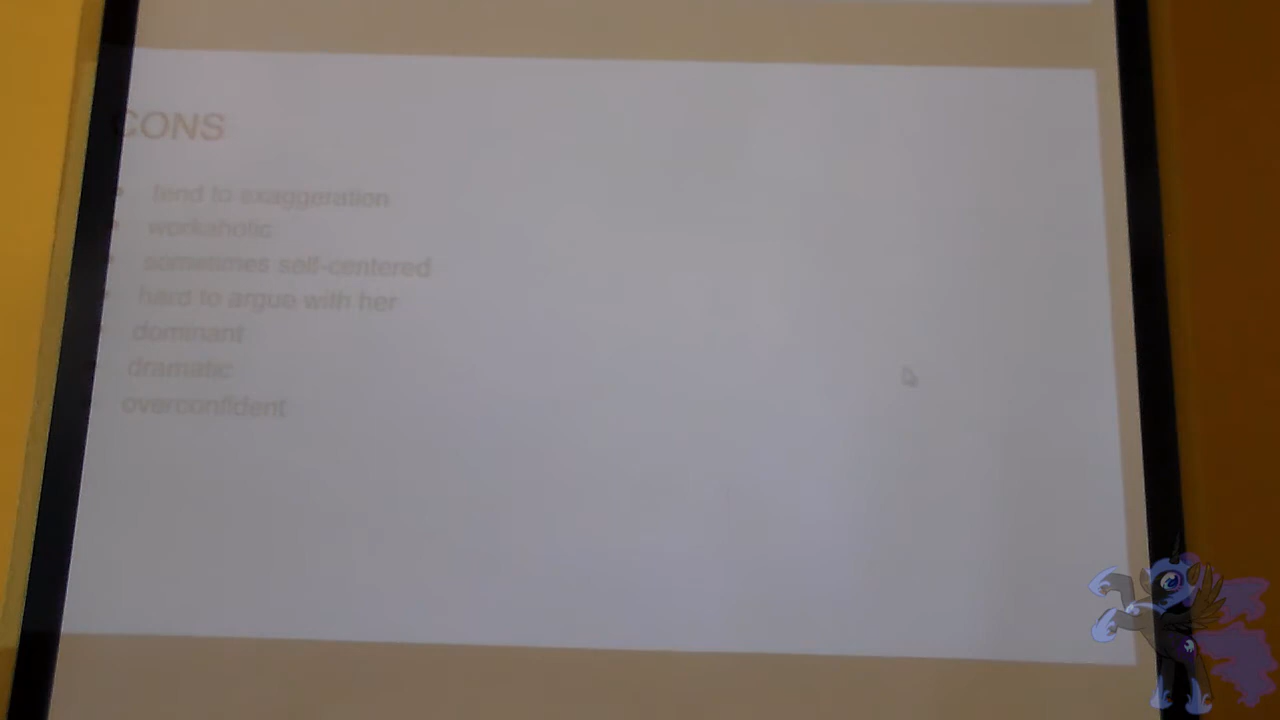 CONS
tend to exaggeration
workaholic
sometimes self-centered
hard to argue with her
dominant
dramatic
overconfident